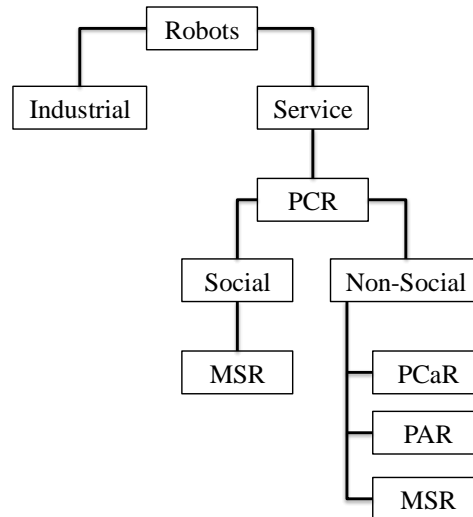 Robots
Industrial
Service
PCR
Social
Non-Social
MSR
PCaR
PAR
MSR